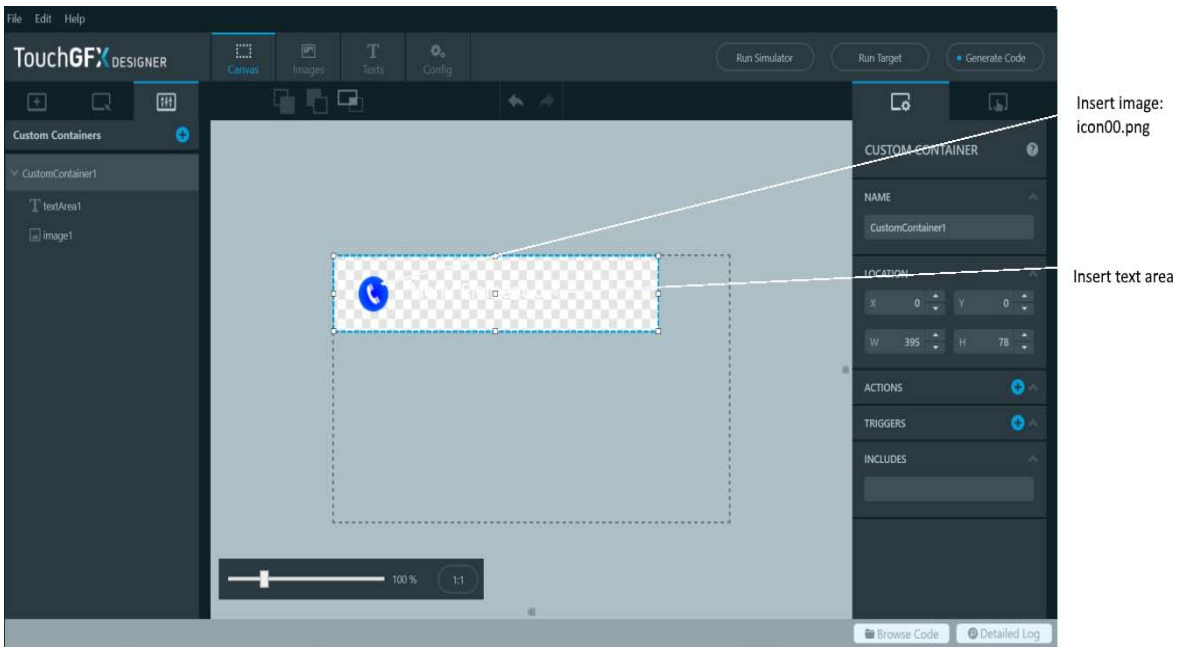 File Edit Help
TouchGFX DESIGNER
Canvas Images Texts Config
Run Simulator Run Target Generate Code
Custom Containers
CustomContainer1
textArea1
image1
CUSTOM CONTAINER
NAME
CustomContainer1
LOCATION
X 0 Y 0
W 395 H 78
ACTIONS
TRIGGERS
INCLUDES
100 % 1:1
Browse Code Detailed Log
Insert image:
icon00.png
Insert text area